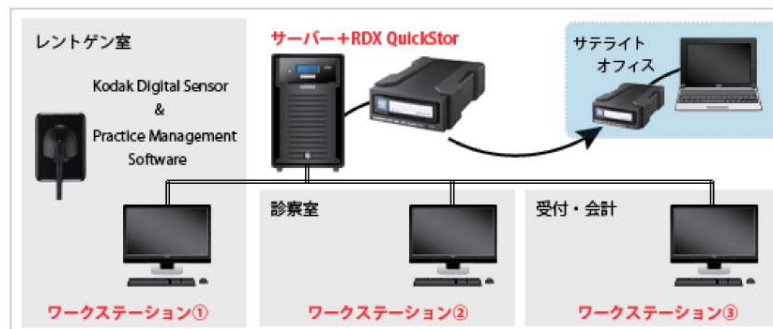 レントゲン室
Kodak Digital Sensor
&
Practice Management
Software
サーバー+RDX QuickStor
サテライト
オフィス
診察室
受付・会計
ワークステーション①
ワークステーション②
ワークステーション③